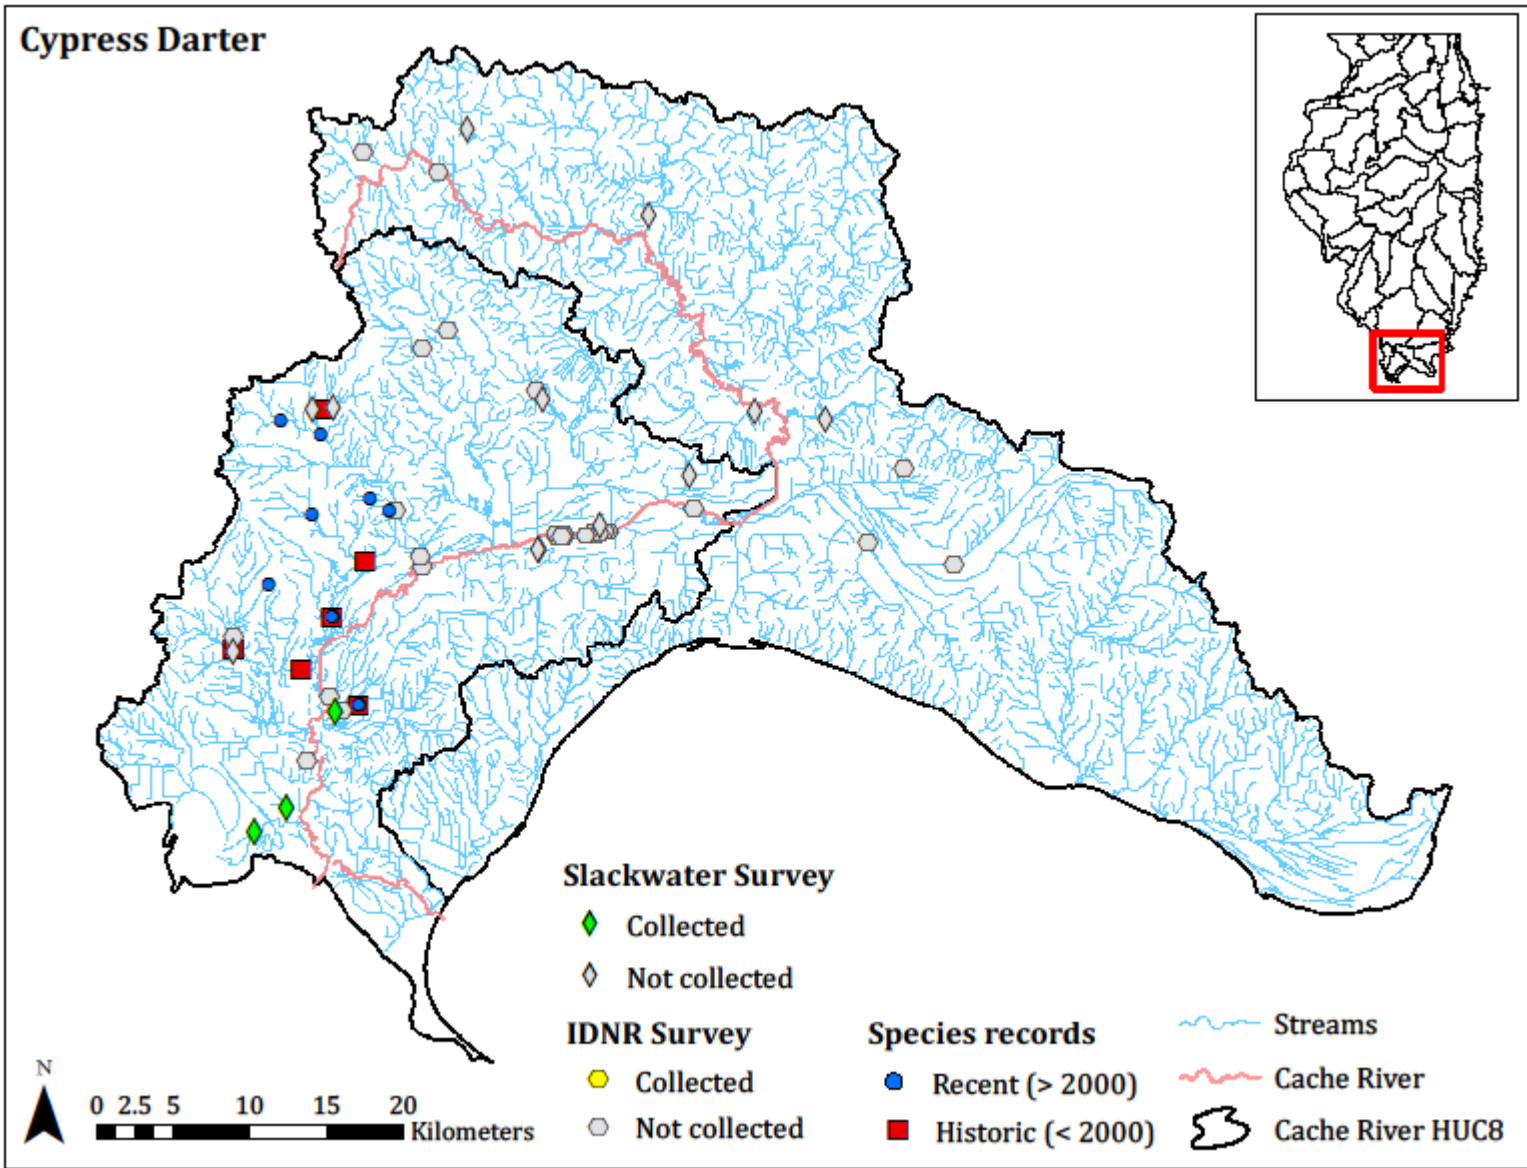 Cypress Darter
Slackwater Survey
Collected
Not collected
IDNR Survey
Collected
Not collected
Species records
Recent (> 2000)
Historic (< 2000)
Streams
Cache River
Cache River HUC8
N
0 2.5 5 10 15 20
Kilometers